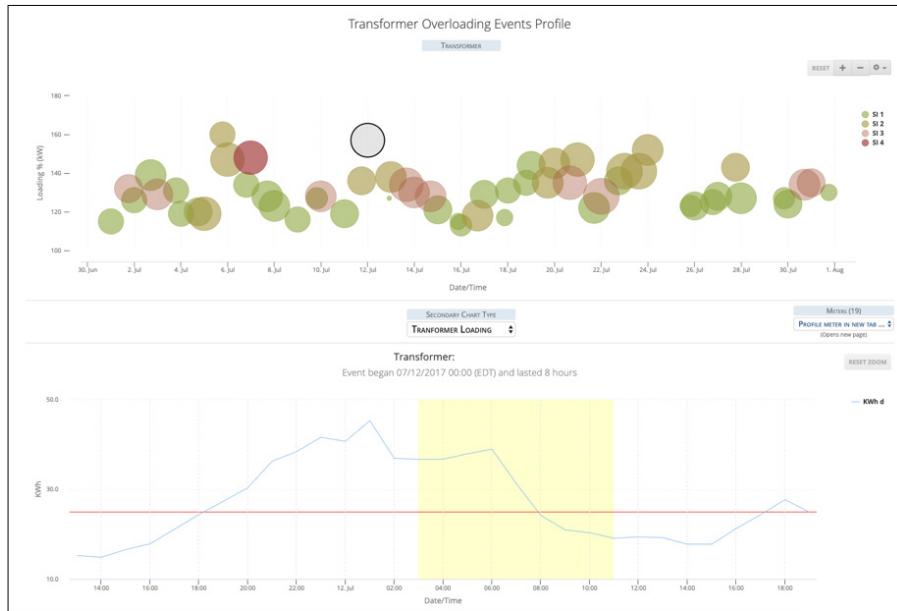 Transformer Overloading Events Profile
TRANSFORMER
RESET + −
180
160
140
120
100
Loading % (kW)
SI 1
SI 2
SI 3
SI 4
30. Jun 2. Jul 4. Jul 6. Jul 8. Jul 10. Jul 12. Jul 14. Jul 16. Jul 18. Jul 20. Jul 22. Jul 24. Jul 26. Jul 28. Jul 30. Jul 1. Aug
Date/Time
SECONDARY CHART TYPE
TRANFORMER LOADING
METERS (19)
PROFILE METER IN NEW TAB ...
(Opens new page)
Transformer:
Event began 07/12/2017 00:00 (EDT) and lasted 8 hours
RESET ZOOM
50.0
30.0
10.0
KWh
KWh d
14:00 16:00 18:00 20:00 22:00 12. Jul 02:00 04:00 06:00 08:00 10:00 12:00 14:00 16:00 18:00
Date/Time